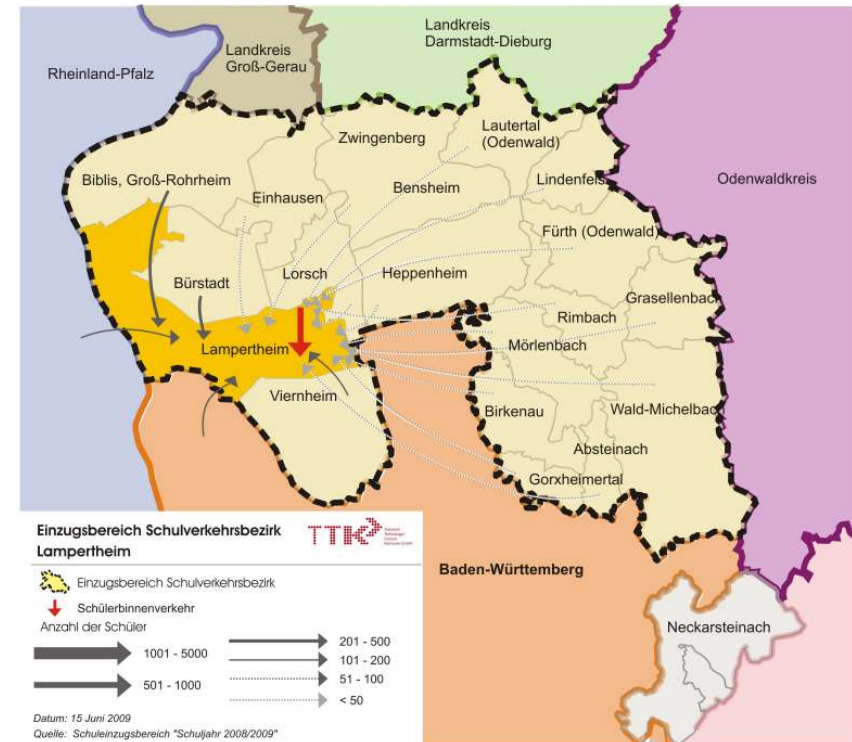 Landkreis
Darmstadt-Dieburg
Landkreis
Groß-Gerau
Rheinland-Pfalz
Lautertal
(Odenwald)
Zwingenberg
Biblis, Groß-Rohrheim
Einhausen
Bensheim
Lindenfels
Odenwaldkreis
Fürth (Odenwald)
Bürstadt
Lorsch
Heppenheim
Grasellenbach
Rimbach
Lampertheim
Mörlenbach
Viernheim
Birkenau
Wald-Michelbach
Absteinach
Gorxheimertal
Baden-Württemberg
Neckarsteinach
Einzugsbereich Schulverkehrsbezirk
Lampertheim
TTK
Einzugsbereich Schulverkehrsbezirk
Schülerbinnenverkehr
Anzahl der Schüler
1001 - 5000
501 - 1000
201 - 500
101 - 200
51 - 100
< 50
Datum: 15 Juni 2009
Quelle: Schuleinzugsbereich "Schuljahr 2008/2009"